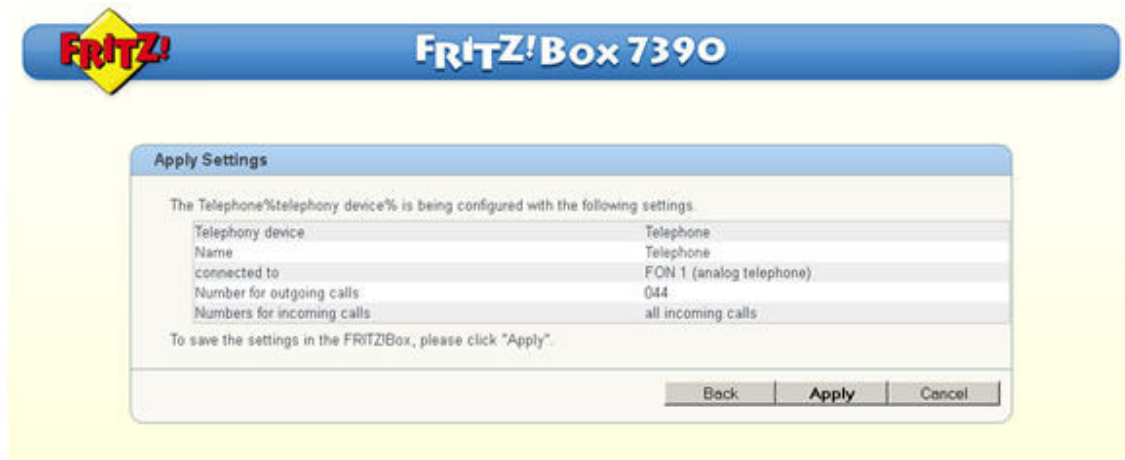 FRITZ!
FRITZ!Box 7390
Apply Settings
The Telephone%telephony device% is being configured with the following settings.
Telephony device Telephone
Name Telephone
connected to FON 1 (analog telephone)
Number for outgoing calls 044
Numbers for incoming calls all incoming calls
To save the settings in the FRITZ!Box, please click "Apply".
Back Apply Cancel